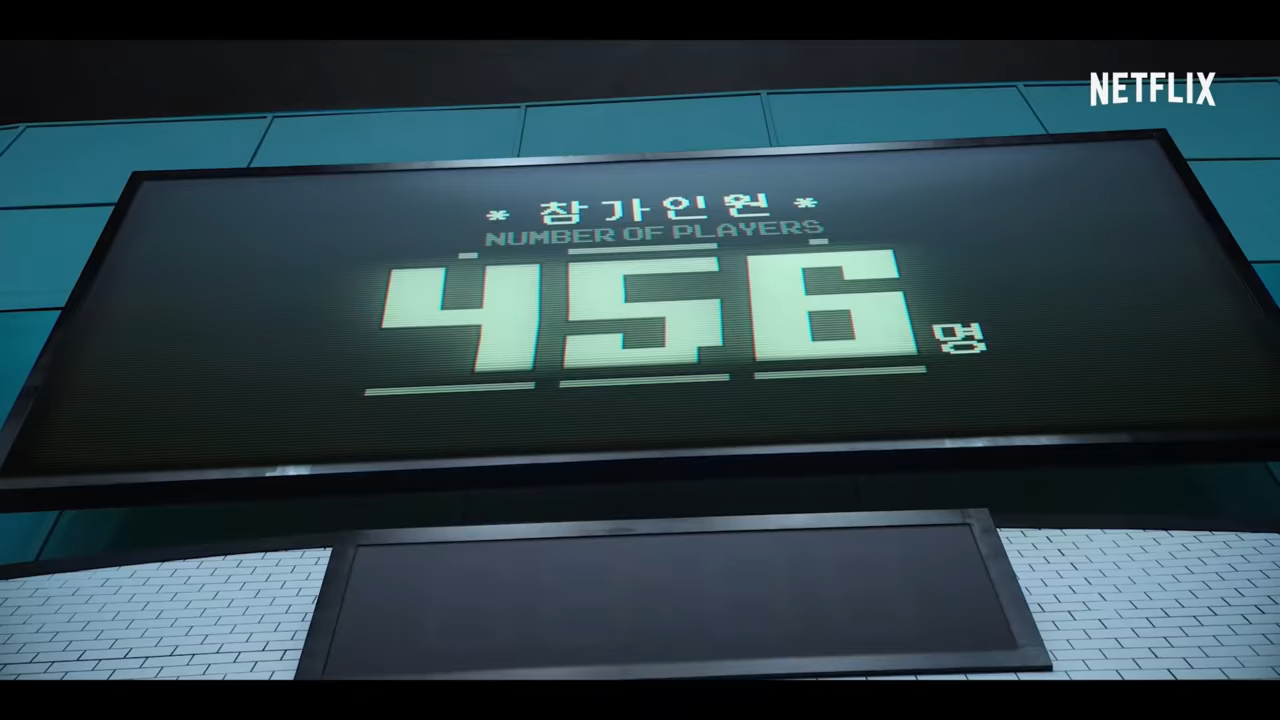 NETFLIX
* 참가인원 *
NUMBER OF PLAYERS
456 명